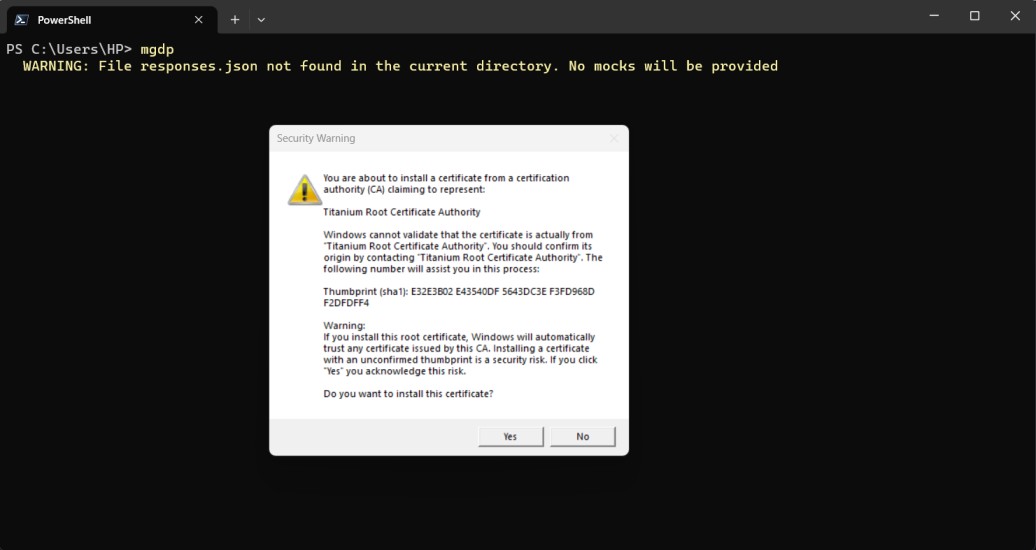 PowerShell
PS C:\Users\HP> mgdp
WARNING: File responses.json not found in the current directory. No mocks will be provided
Security Warning
You are about to install a certificate from a certification
authority (CA) claiming to represent:
Titanium Root Certificate Authority
Windows cannot validate that the certificate is actually from
"Titanium Root Certificate Authority". You should confirm its
origin by contacting "Titanium Root Certificate Authority". The
following number will assist you in this process:
Thumbprint (sha1): E32E3B02 E43540DF 5643DC3E F3FD968D
F2DFDFF4
Warning:
If you install this root certificate, Windows will automatically
trust any certificate issued by this CA. Installing a certificate
with an unconfirmed thumbprint is a security risk. If you click
"Yes" you acknowledge this risk.
Do you want to install this certificate?
Yes No